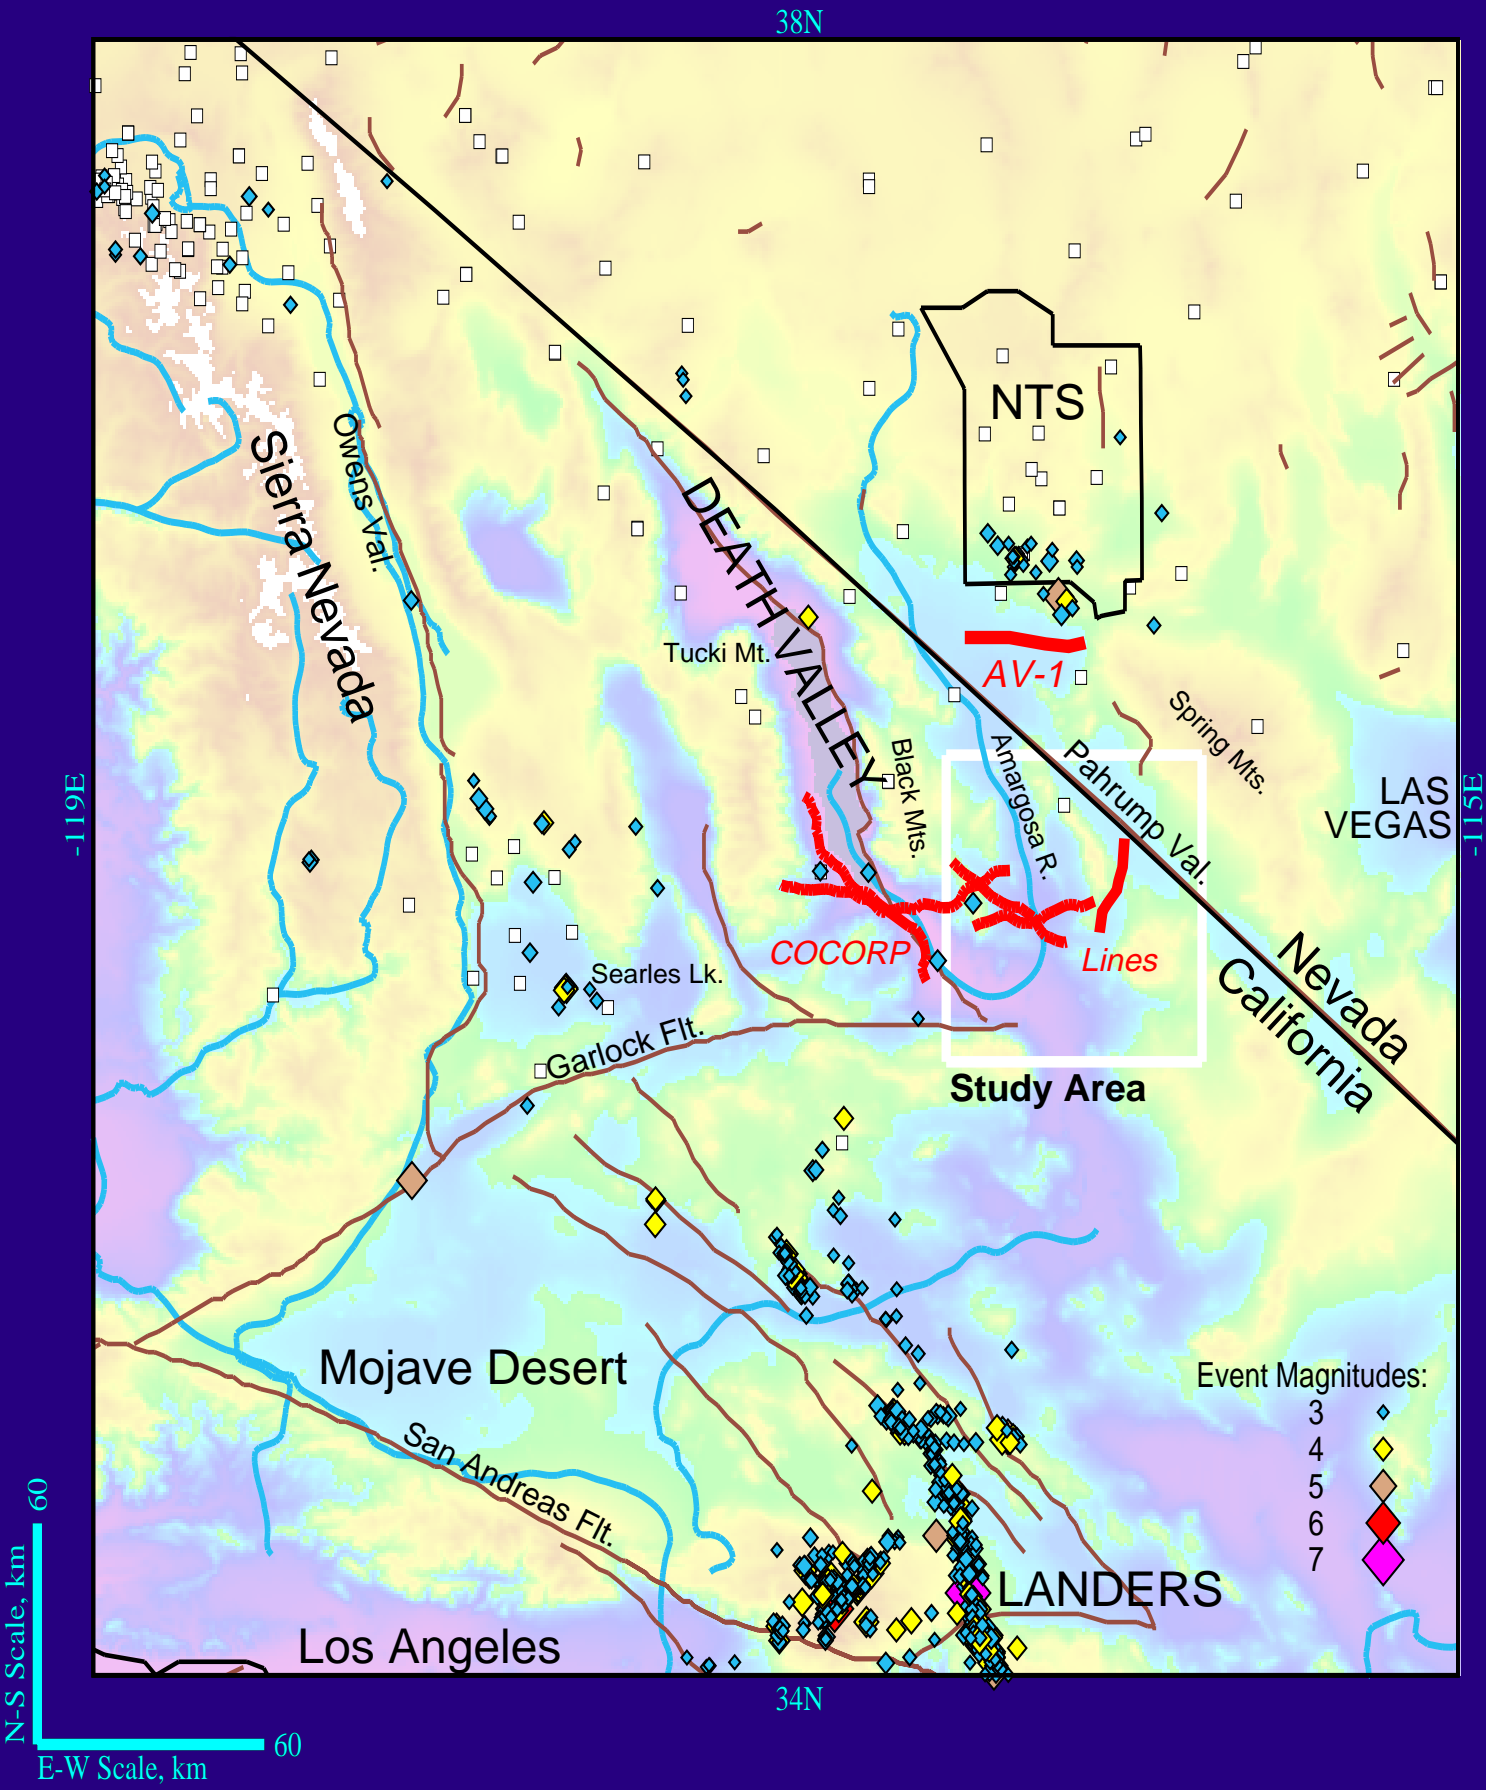 38N
NTS
Owens Val.
Sierra Nevada
DEATH VALLEY
Tucki Mt.
AV-1
Spring Mts.
Black Mts.
Amargosa R.
Pahrump Val.
-119E
LAS
VEGAS
-115E
COCORP
Lines
Searles Lk.
Nevada
California
Garlock Flt.
Study Area
Mojave Desert
Event Magnitudes:
3
4
5
6
7
San Andreas Flt.
LANDERS
Los Angeles
N-S Scale, km
60
34N
60
E-W Scale, km